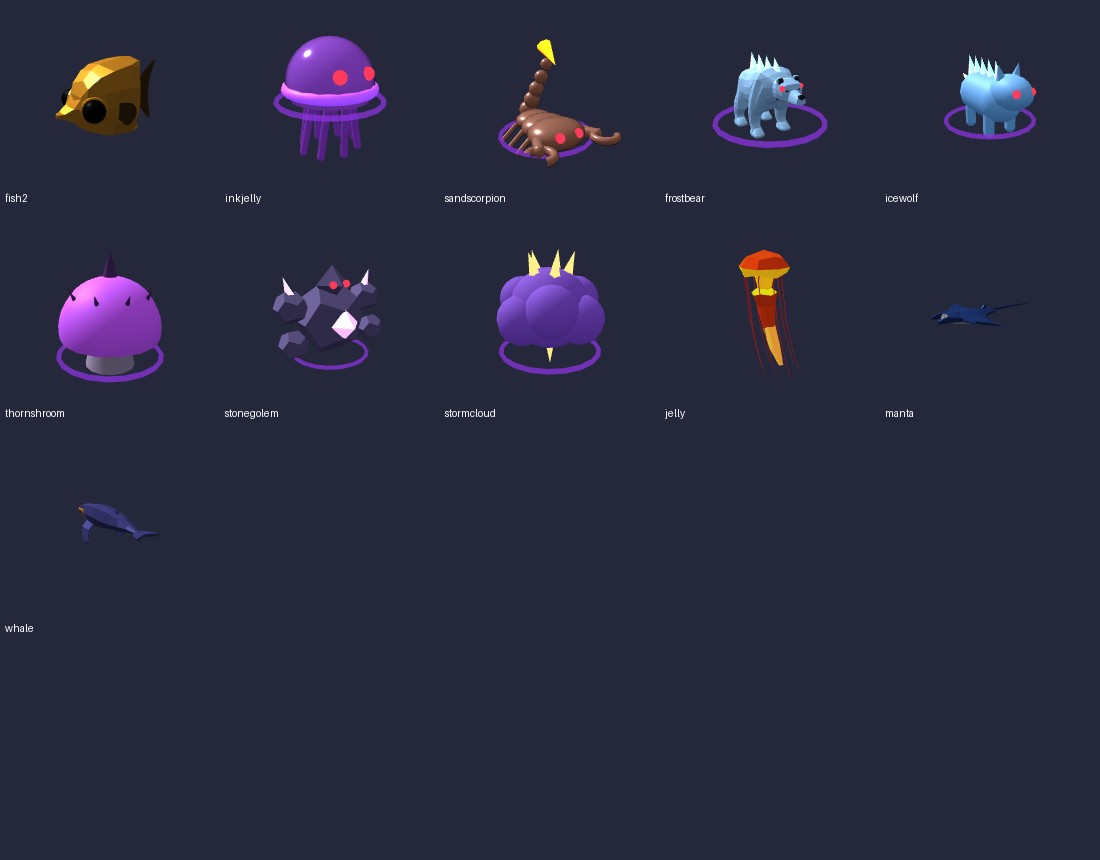 fish2
inkjelly
sandscorpion
frostbear
icewolf
thornshroom
stonegolem
stormcloud
jelly
manta
whale